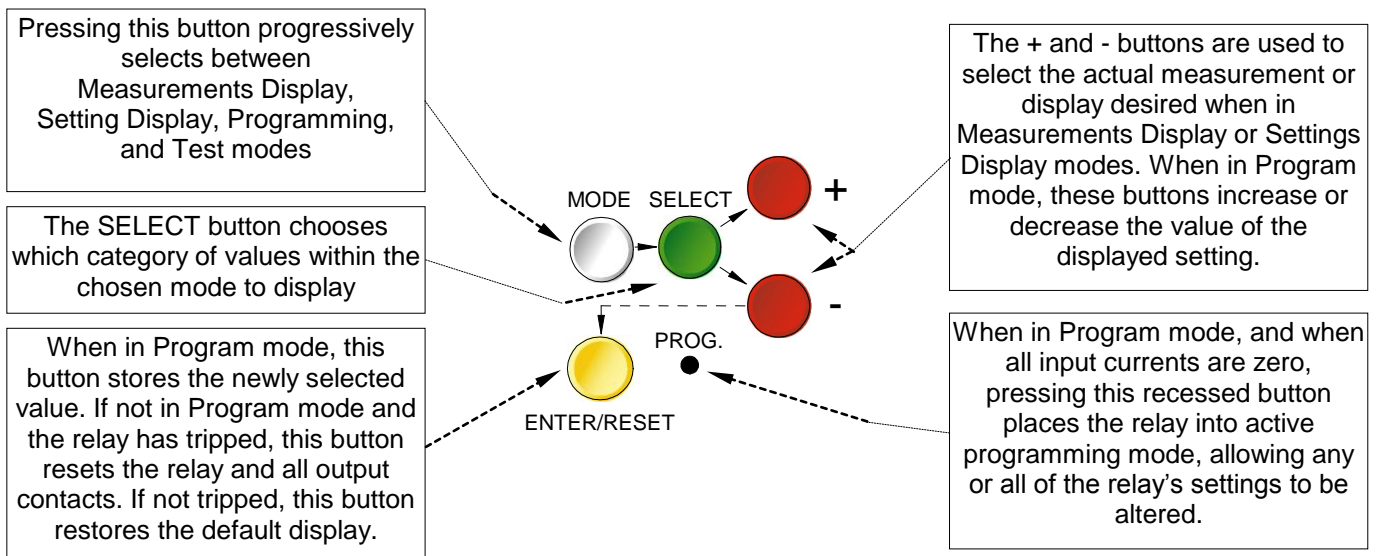 Pressing this button progressively
selects between
Measurements Display,
Setting Display, Programming,
and Test modes
The SELECT button chooses
which category of values within the
chosen mode to display
When in Program mode, this
button stores the newly selected
value. If not in Program mode and
the relay has tripped, this button
resets the relay and all output
contacts. If not tripped, this button
restores the default display.
MODE SELECT
+
-
PROG.
ENTER/RESET
The + and - buttons are used to
select the actual measurement or
display desired when in
Measurements Display or Settings
Display modes. When in Program
mode, these buttons increase or
decrease the value of the
displayed setting.
When in Program mode, and when
all input currents are zero,
pressing this recessed button
places the relay into active
programming mode, allowing any
or all of the relay’s settings to be
altered.